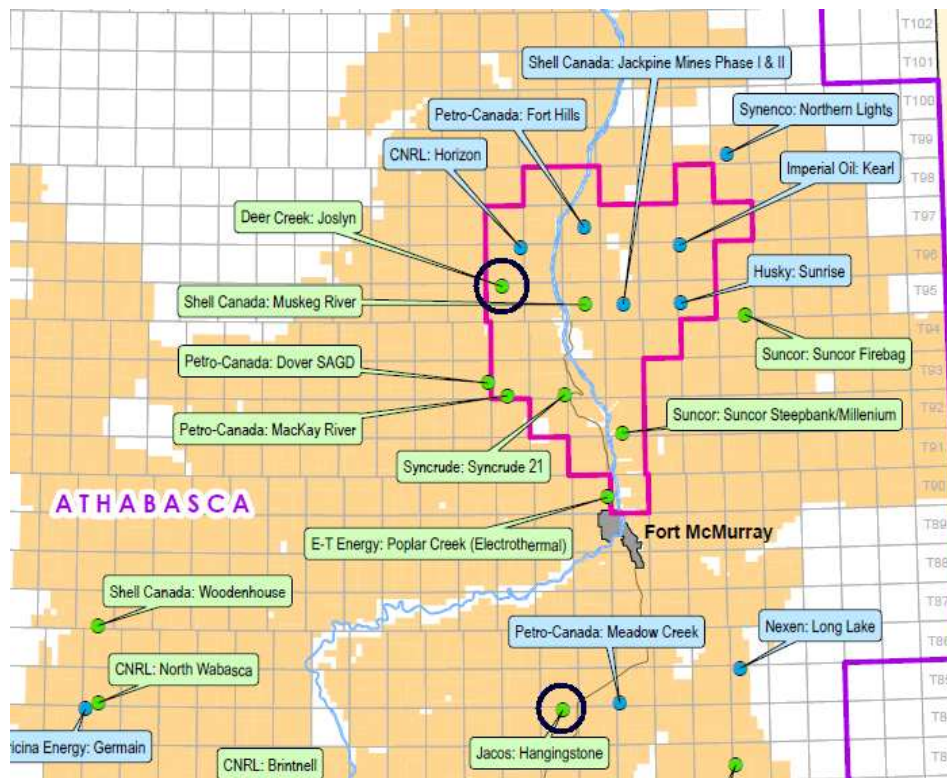 T102
Shell Canada: Jackpine Mines Phase I & II
T101
T100
Petro-Canada: Fort Hills
Synenco: Northern Lights
CNRL: Horizon
T99
Imperial Oil: Kearl
T98
Deer Creek: Joslyn
T97
T96
Husky: Sunrise
Shell Canada: Muskeg River
T95
T94
Petro-Canada: Dover SAGD
Suncor: Suncor Firebag
T93
Petro-Canada: MacKay River
Suncor: Suncor Steepbank/Millenium
T92
T91
Syncrude: Syncrude 21
T90
ATHABASCA
E-T Energy: Poplar Creek (Electrothermal)
Fort McMurray
T89
T88
Shell Canada: Woodenhouse
T87
Petro-Canada: Meadow Creek
Nexen: Long Lake
T86
CNRL: North Wabasca
T85
T8
ricina Energy: Germain
Jacos: Hangingstone
CNRL: Brintnell
T8